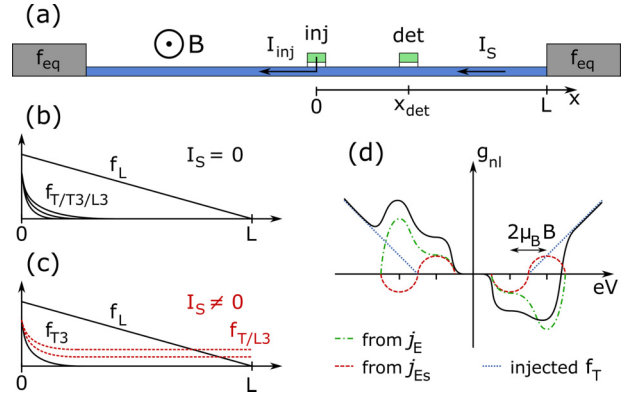 (a)
inj
det
B
I_inj
I_S
f_eq
f_eq
0
x_det
L
x
(b)
I_S = 0
f_L
f_T/T3/L3
0
L
(c)
I_S ≠ 0
f_L
f_T/L3
f_T3
0
L
(d)
g_nl
2μ_B B
eV
from j_E
from j_Es
injected f_T